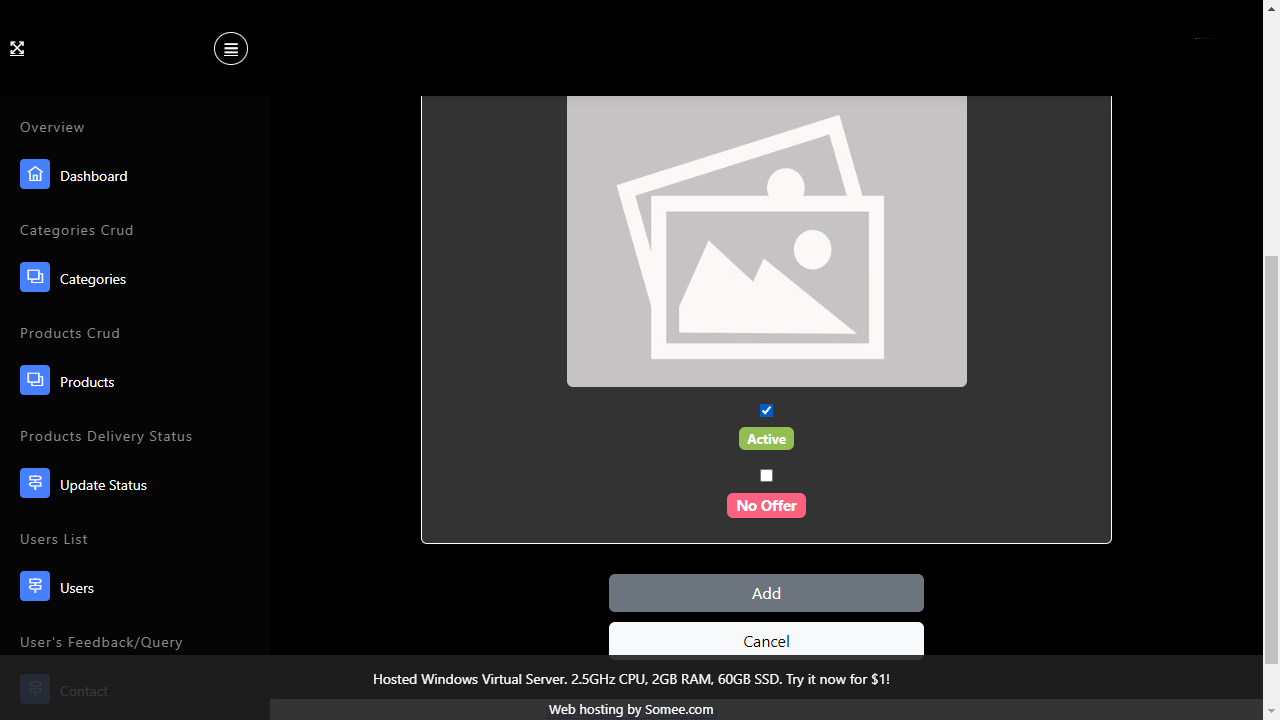 Overview
Dashboard
Categories Crud
Categories
Products Crud
Products
Products Delivery Status
Update Status
Users List
Users
User's Feedback/Query
Contact
Active
No Offer
Add
Cancel
Hosted Windows Virtual Server. 2.5GHz CPU, 2GB RAM, 60GB SSD. Try it now for $1!
Web hosting by Somee.com